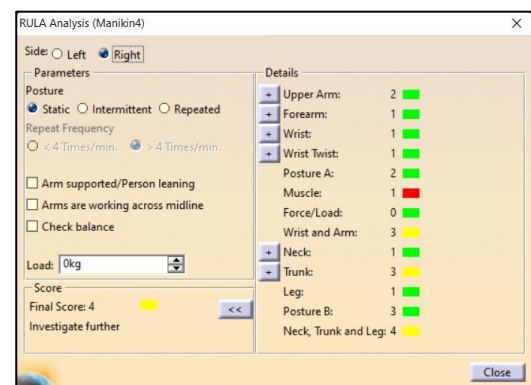 RULA Analysis (Manikin4)
Side: Left Right
Parameters
Posture
Static Intermittent Repeated
Repeat Frequency
< 4 Times/min. > 4 Times/min.
Arm supported/Person leaning
Arms are working across midline
Check balance
Load: 0kg
Score
Final Score: 4
<<
Investigate further
Details
+ Upper Arm: 2
+ Forearm: 1
+ Wrist: 1
+ Wrist Twist: 1
Posture A: 2
Muscle: 1
Force/Load: 0
Wrist and Arm: 3
+ Neck: 1
+ Trunk: 3
Leg: 1
Posture B: 3
Neck, Trunk and Leg: 4
Close